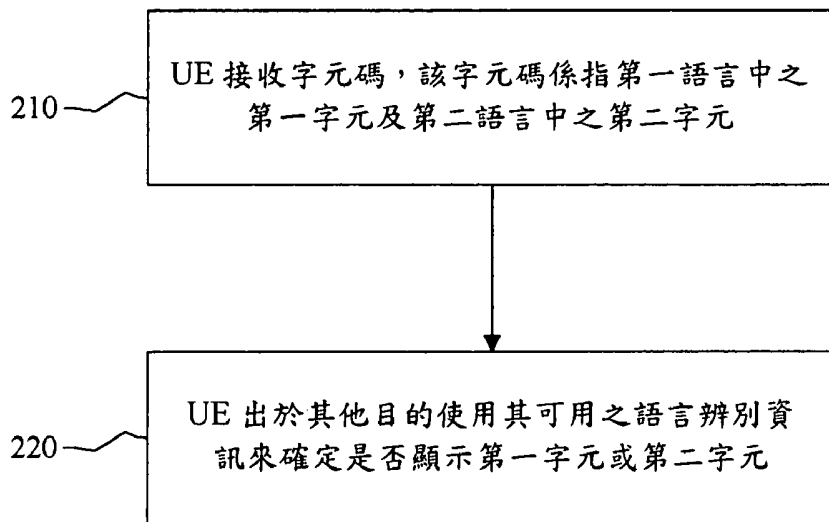 210
UE 接收字元碼，該字元碼係指第一語言中之
第一字元及第二語言中之第二字元
220
UE 出於其他目的使用其可用之語言辨別資
訊來確定是否顯示第一字元或第二字元